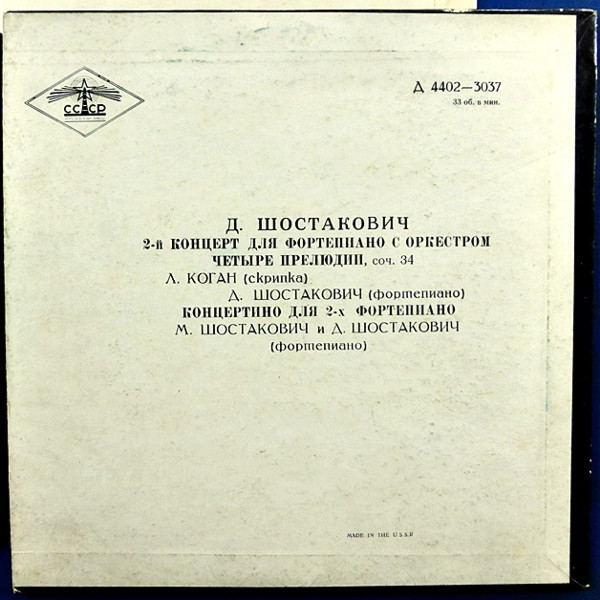 СССР
Д 4402—3037
33 об. в мин.
Д. ШОСТАКОВИЧ
2-й КОНЦЕРТ ДЛЯ ФОРТЕПИАНО С ОРКЕСТРОМ
ЧЕТЫРЕ ПРЕЛЮДИИ, соч. 34
Л. КОГАН (скрипка)
Д. ШОСТАКОВИЧ (фортепиано)
КОНЦЕРТИНО ДЛЯ 2-х ФОРТЕПИАНО
М. ШОСТАКОВИЧ и Д. ШОСТАКОВИЧ
(фортепиано)
MADE IN THE U.S.S.R